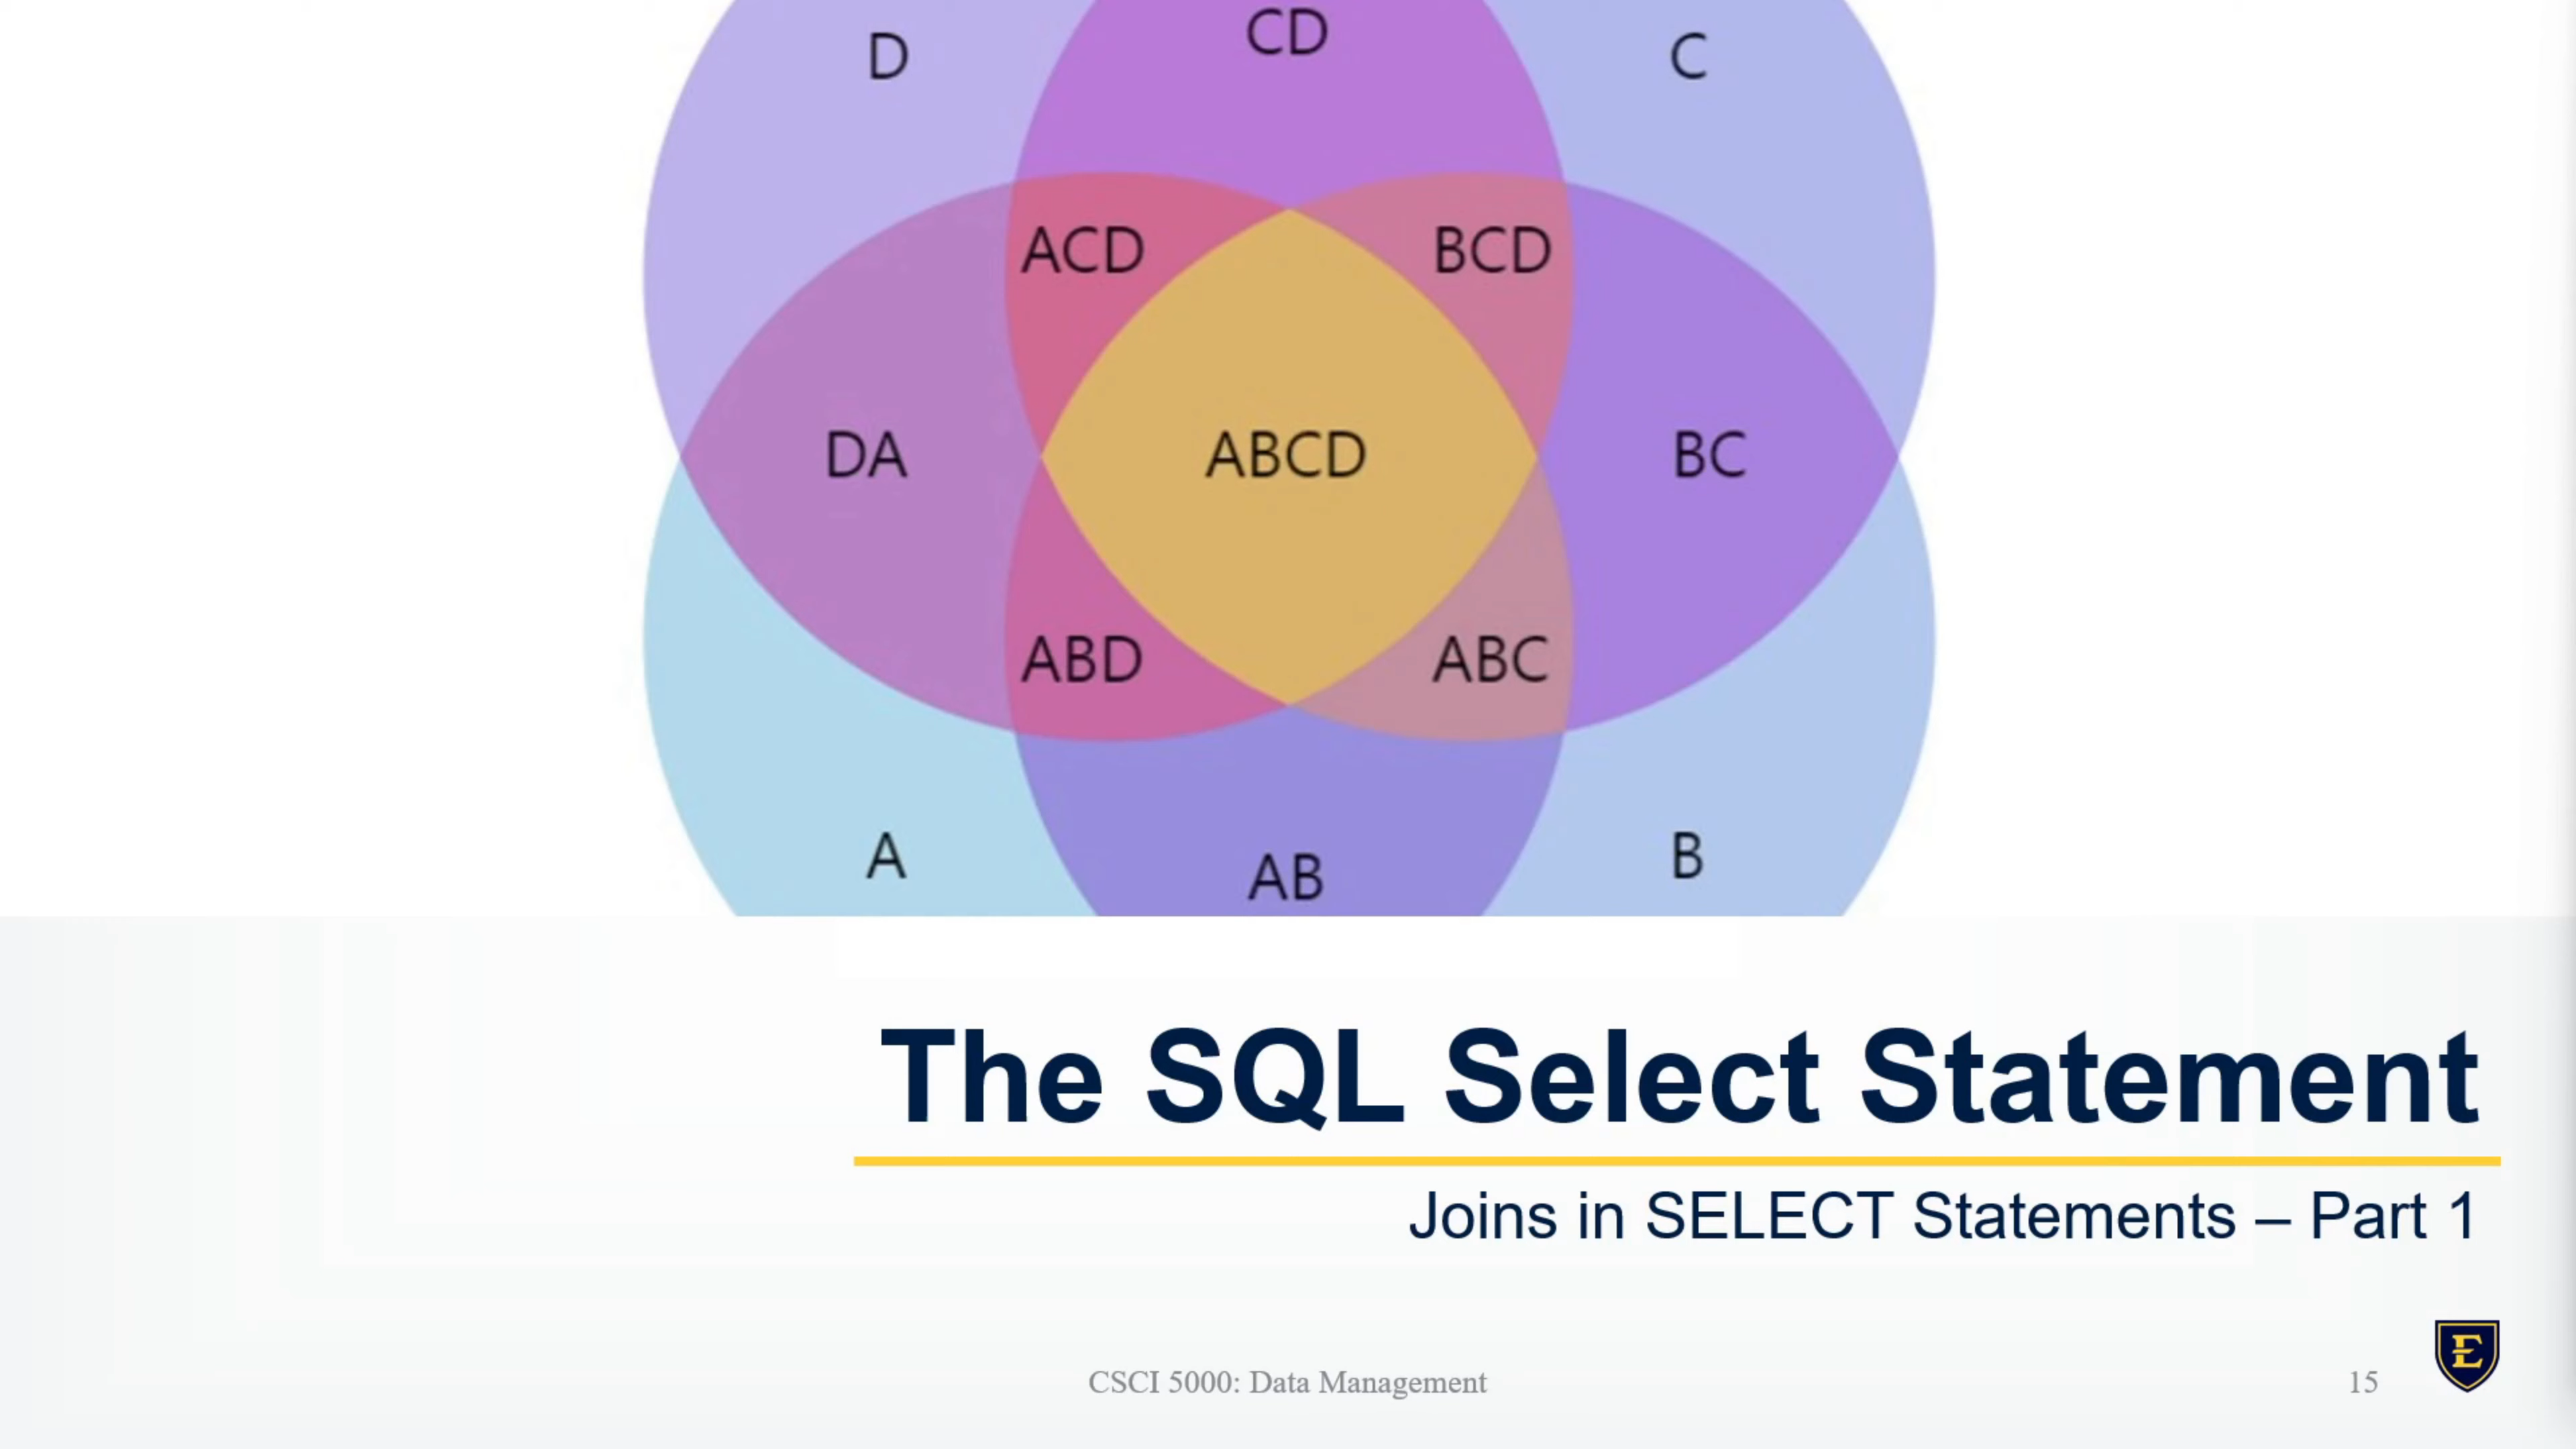 D CD C
ACD BCD
DA ABCD BC
ABD ABC
A AB B
The SQL Select Statement
Joins in SELECT Statements – Part 1
CSCI 5000: Data Management 15
E